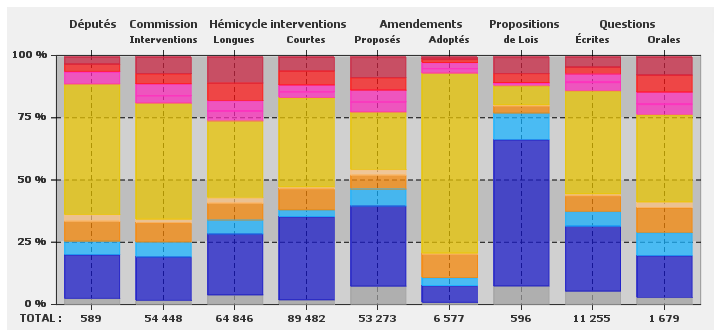 Députés Commission Hémicycle interventions Amendements Propositions Questions
Interventions Longues Courtes Proposés Adoptés de Lois Écrites Orales
100 %
75 %
50 %
25 %
0 %
TOTAL : 589 54 448 64 846 89 482 53 273 6 577 596 11 255 1 679